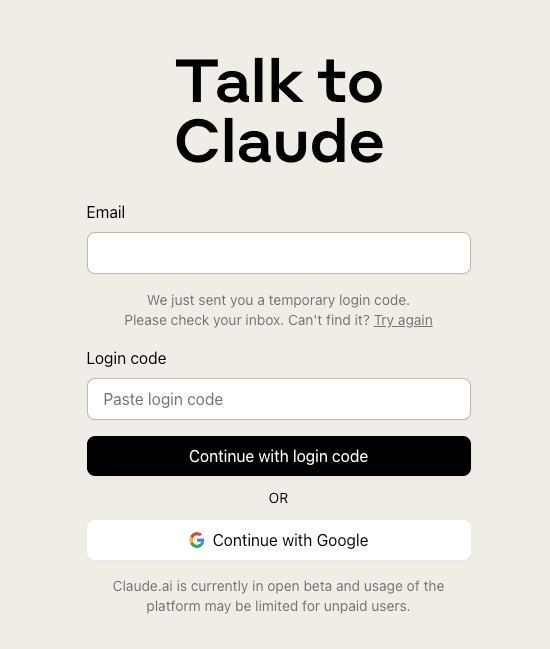 Talk to
Claude
Email
We just sent you a temporary login code.
Please check your inbox. Can't find it? Try again
Login code
Paste login code
Continue with login code
OR
Continue with Google
Claude.ai is currently in open beta and usage of the
platform may be limited for unpaid users.